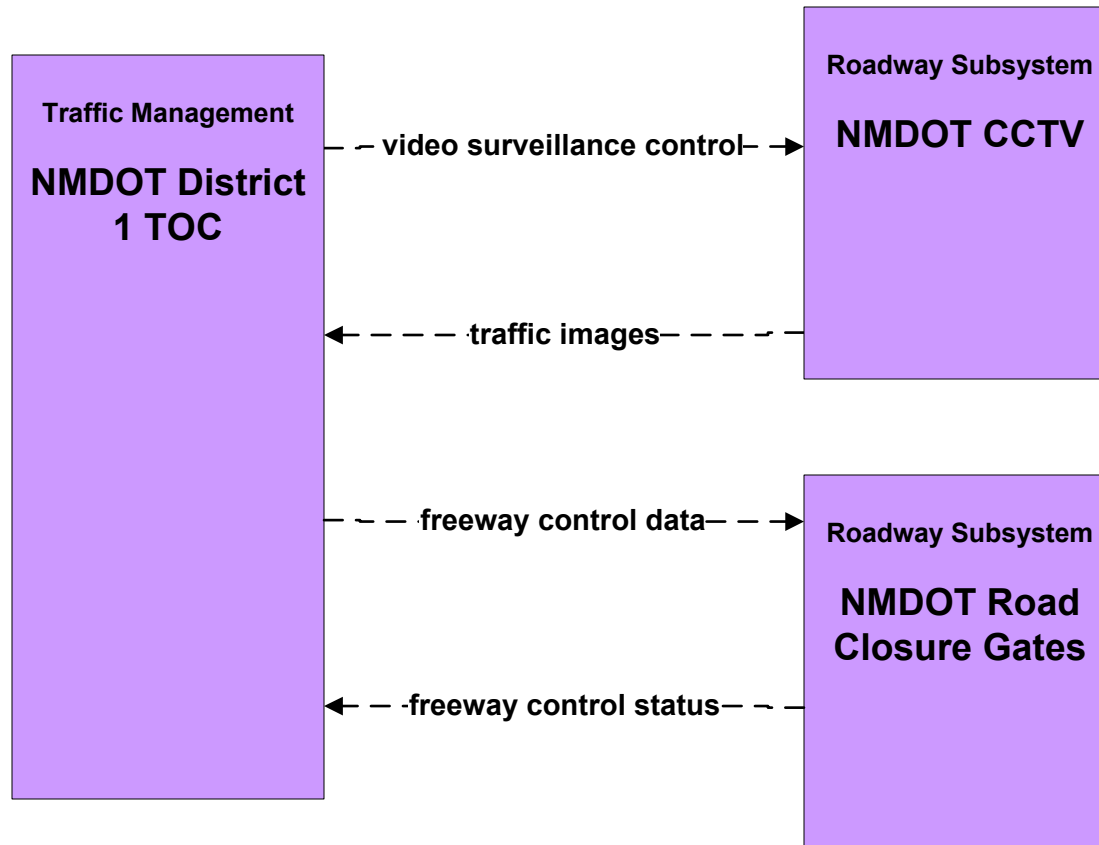 Traffic Management
NMDOT District
1 TOC
video surveillance control
traffic images
freeway control data
freeway control status
Roadway Subsystem
NMDOT CCTV
Roadway Subsystem
NMDOT Road
Closure Gates